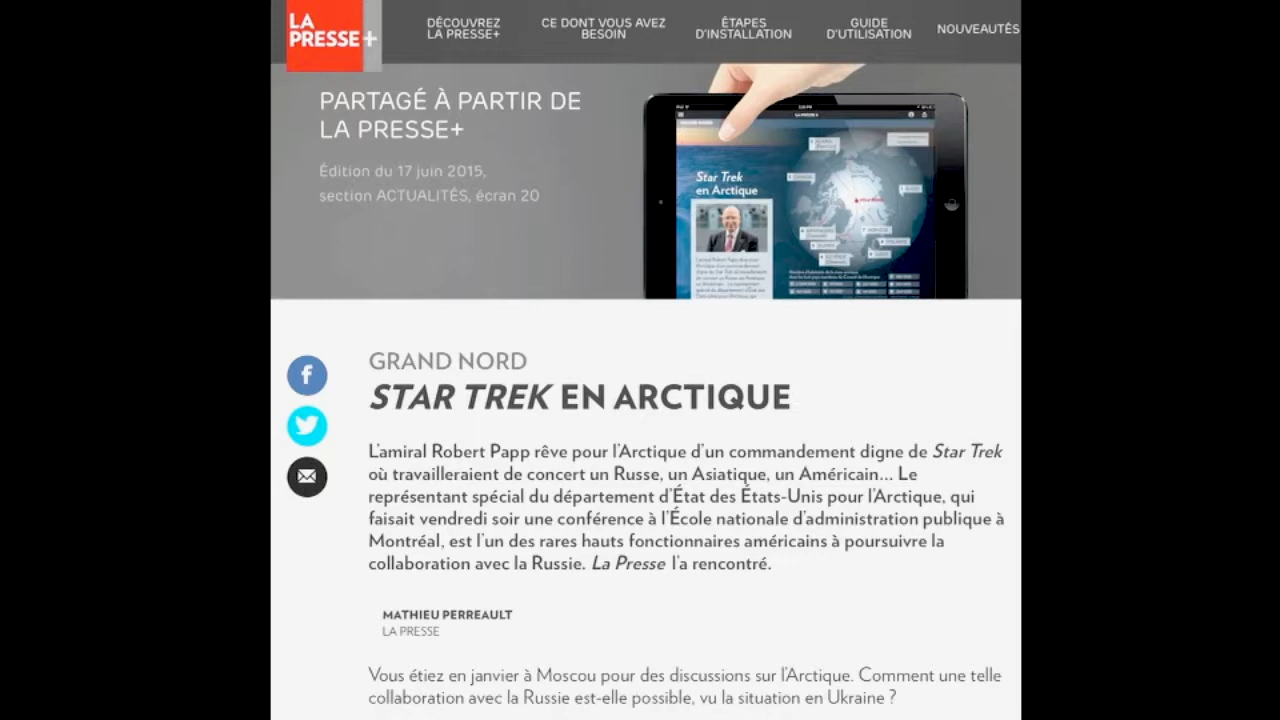 LA
PRESSE+
DÉCOUVREZ
LA PRESSE+
CE DONT VOUS AVEZ
BESOIN
ÉTAPES
D'INSTALLATION
GUIDE
D'UTILISATION
NOUVEAUTÉS
PARTAGÉ À PARTIR DE
LA PRESSE+
Édition du 17 juin 2015,
section ACTUALITÉS, écran 20
Star Trek
en Arctique
GRAND NORD
STAR TREK EN ARCTIQUE
L'amiral Robert Papp rêve pour l'Arctique d'un commandement digne de Star Trek
où travailleraient de concert un Russe, un Asiatique, un Américain... Le
représentant spécial du département d'État des États-Unis pour l'Arctique, qui
faisait vendredi soir une conférence à l'École nationale d'administration publique à
Montréal, est l'un des rares hauts fonctionnaires américains à poursuivre la
collaboration avec la Russie. La Presse l'a rencontré.
MATHIEU PERREAULT
LA PRESSE
Vous étiez en janvier à Moscou pour des discussions sur l'Arctique. Comment une telle
collaboration avec la Russie est-elle possible, vu la situation en Ukraine ?